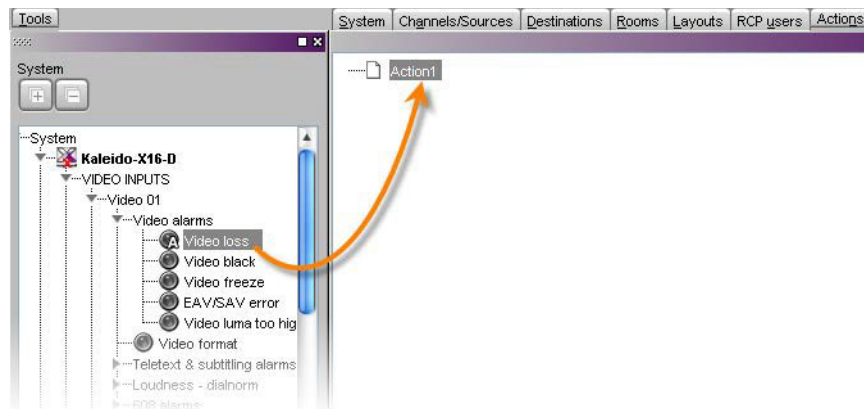 Tools
System Channels/Sources Destinations Rooms Layouts RCP users Actions
System
Action1
System
Kaleido-X16-D
VIDEO INPUTS
Video 01
Video alarms
A Video loss
Video black
Video freeze
EAV/SAV error
Video luma too hig
Video format
Teletext & subtitling alarms
Loudness - dialnorm
608 alarms